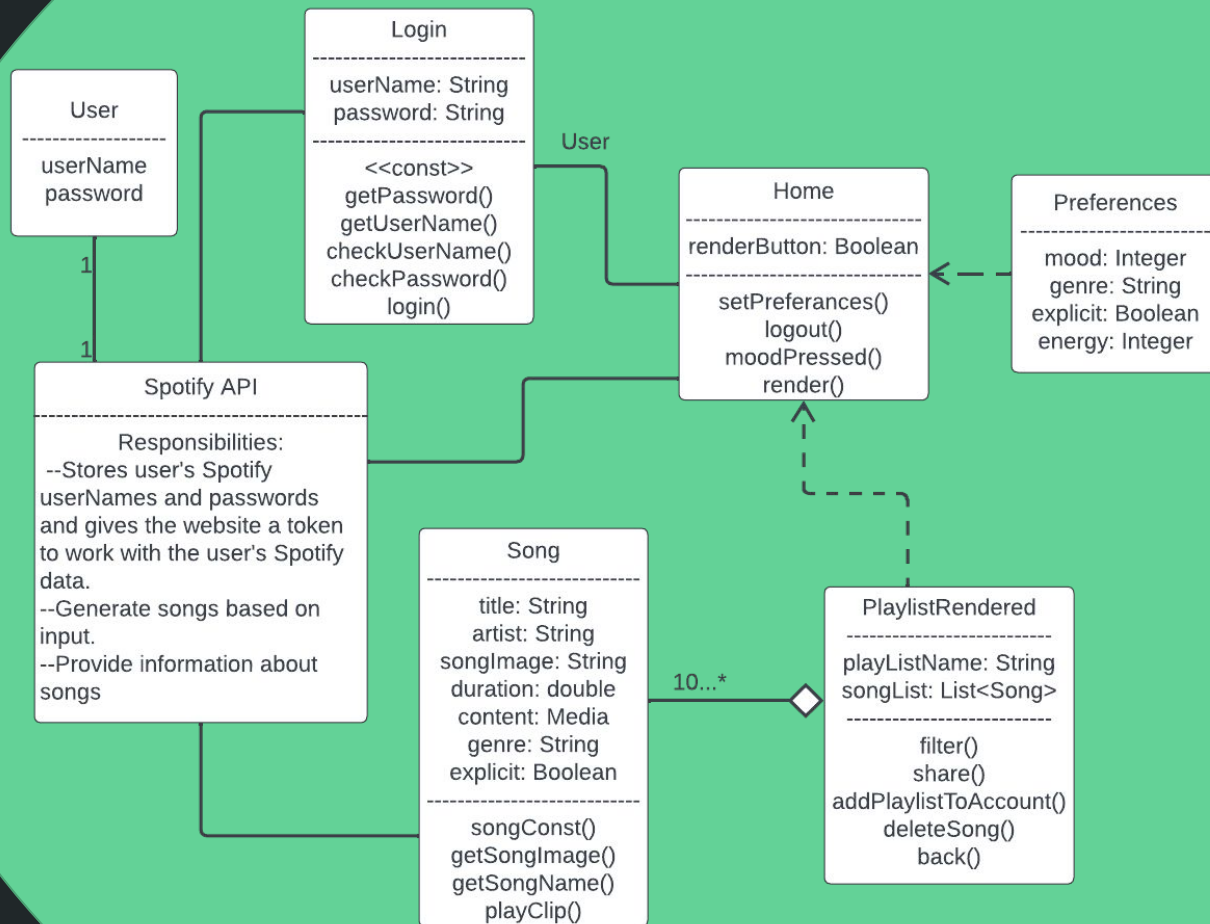 User
userName
password
1
1
Login
userName: String
password: String
<<const>>
getPassword()
getUserName()
checkUserName()
checkPassword()
login()
User
Home
renderButton: Boolean
setPreferances()
logout()
moodPressed()
render()
Preferences
mood: Integer
genre: String
explicit: Boolean
energy: Integer
Spotify API
Responsibilities:
--Stores user's Spotify
userNames and passwords
and gives the website a token
to work with the user's Spotify
data.
--Generate songs based on
input.
--Provide information about
songs
Song
title: String
artist: String
songImage: String
duration: double
content: Media
genre: String
explicit: Boolean
songConst()
getSongImage()
getSongName()
playClip()
10...*
PlaylistRendered
playListName: String
songList: List<Song>
filter()
share()
addPlaylistToAccount()
deleteSong()
back()